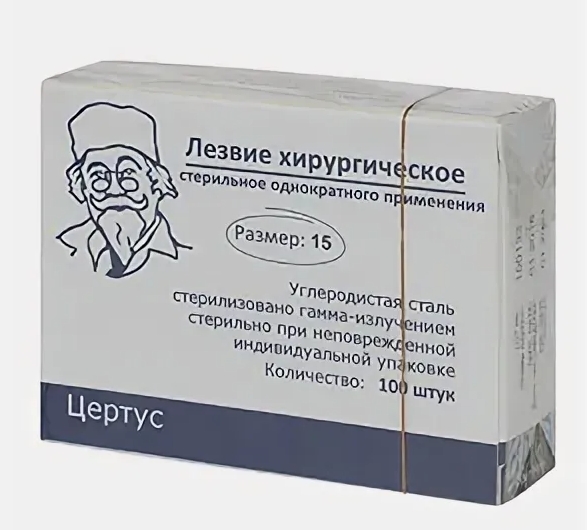 Лезвие хирургическое
стерильное однократного применения
Размер: 15
Углеродистая сталь
стерилизовано гамма-излучением
стерильно при неповрежденной
индивидуальной упаковке
Количество: 100 штук
Цертус